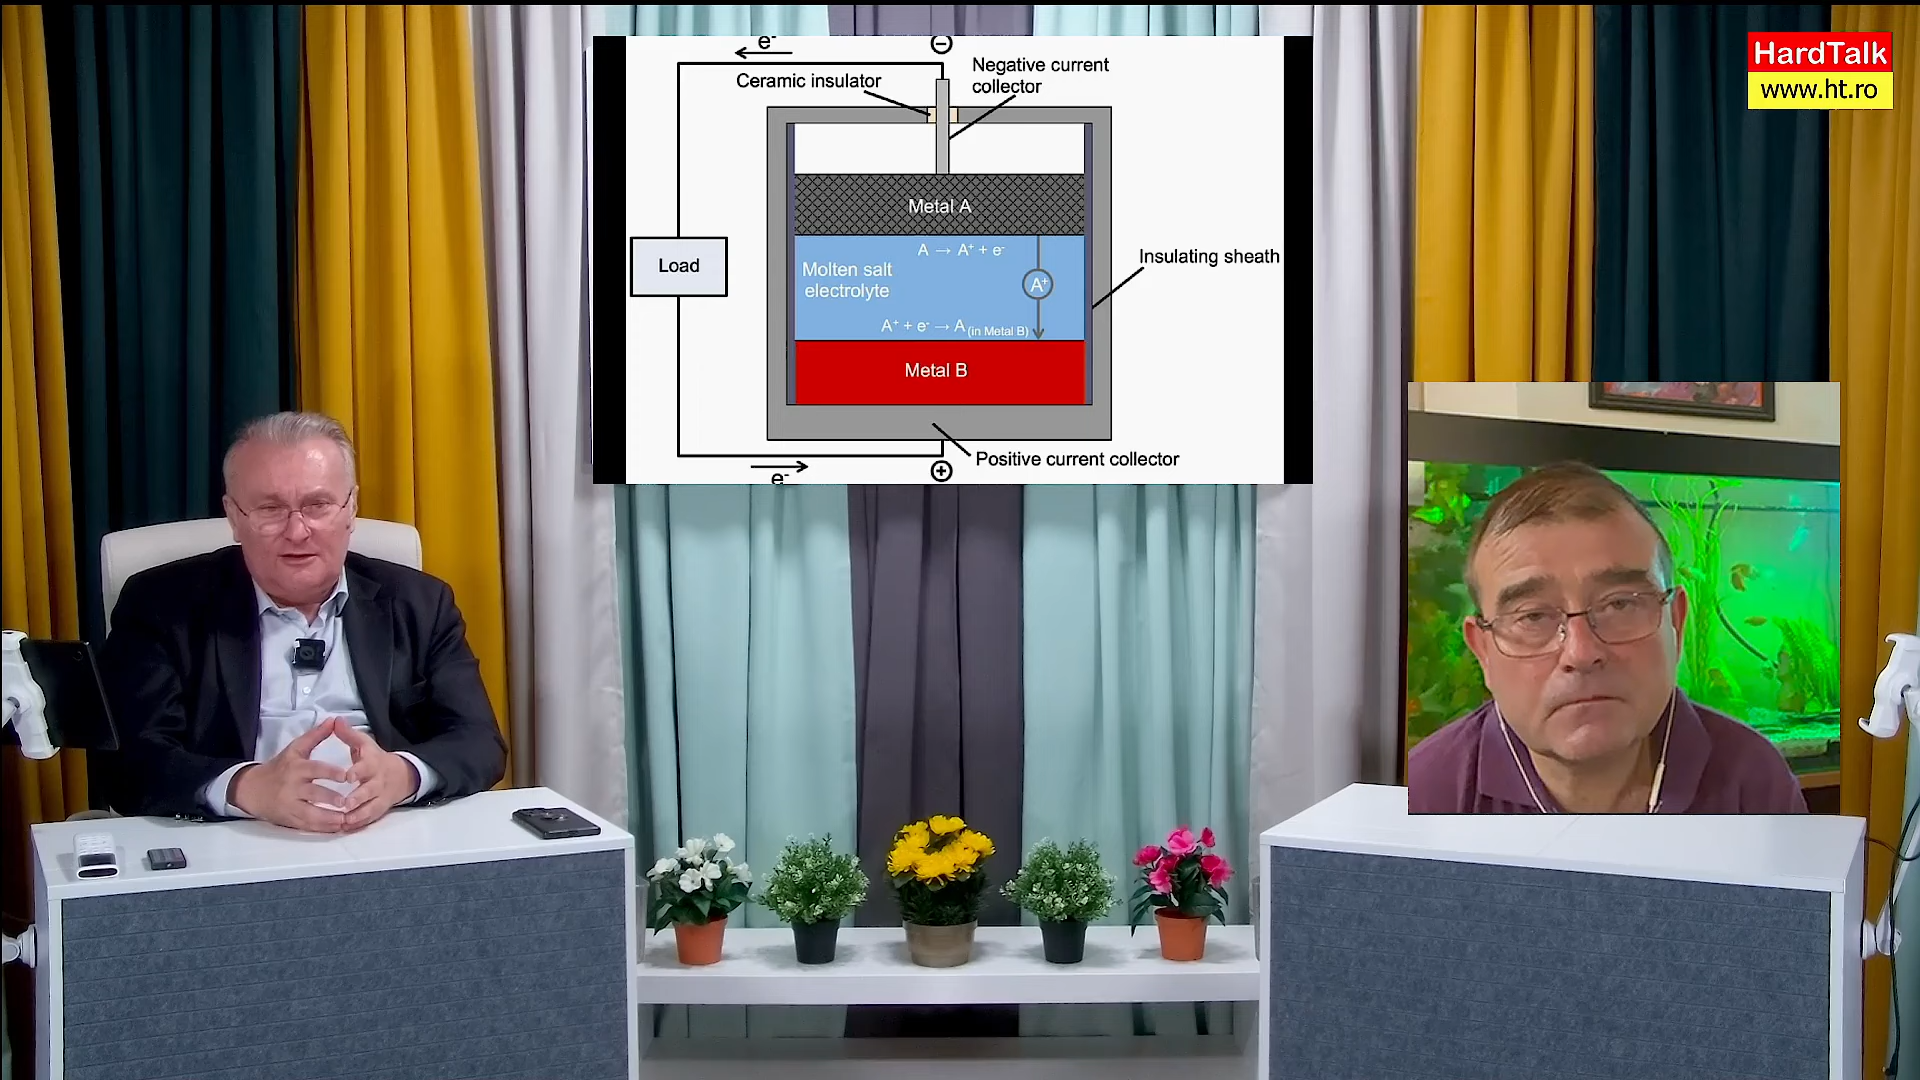 HardTalk
www.ht.ro
e-
−
Negative current
collector
Ceramic insulator
Metal A
A → A+ + e-
Molten salt
electrolyte
A+
Load
Insulating sheath
A+ + e- → A (in Metal B)
Metal B
Positive current collector
e-
+